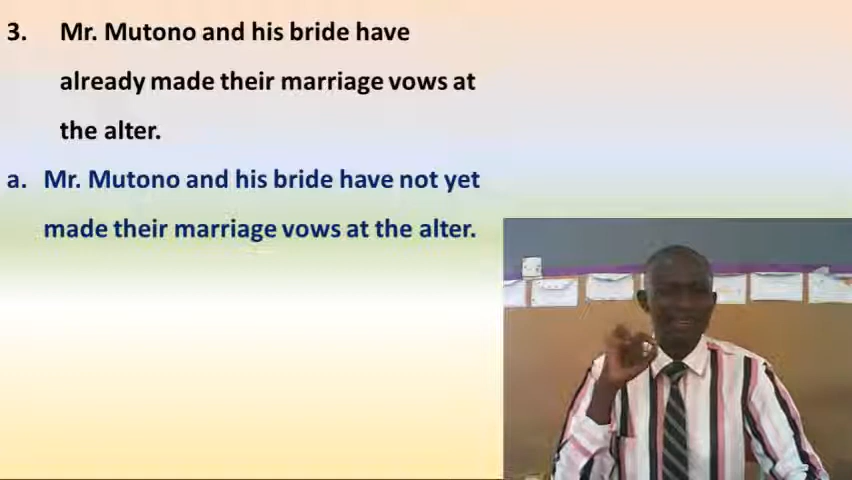 3. Mr. Mutono and his bride have
already made their marriage vows at
the alter.
a. Mr. Mutono and his bride have not yet
made their marriage vows at the alter.